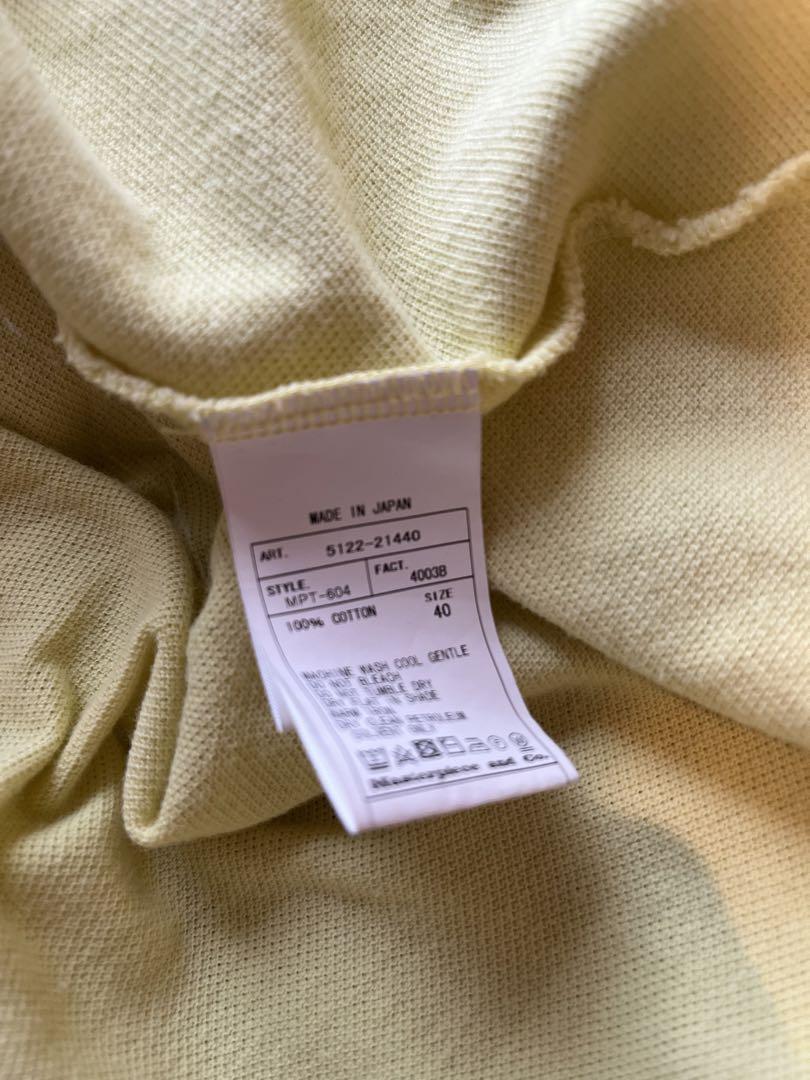 MADE IN JAPAN
ART. 5122-21440
STYLE. MPT-604 FACT. 4003B
100% COTTON SIZE 40
MACHINE WASH COOL GENTLE
DO NOT BLEACH
DO NOT TUMBLE DRY
DRY FLAT IN SHADE
WARM IRON
DRY CLEAN PETROLEUM
SOLVENT ONLY
Masterpiece and Co.